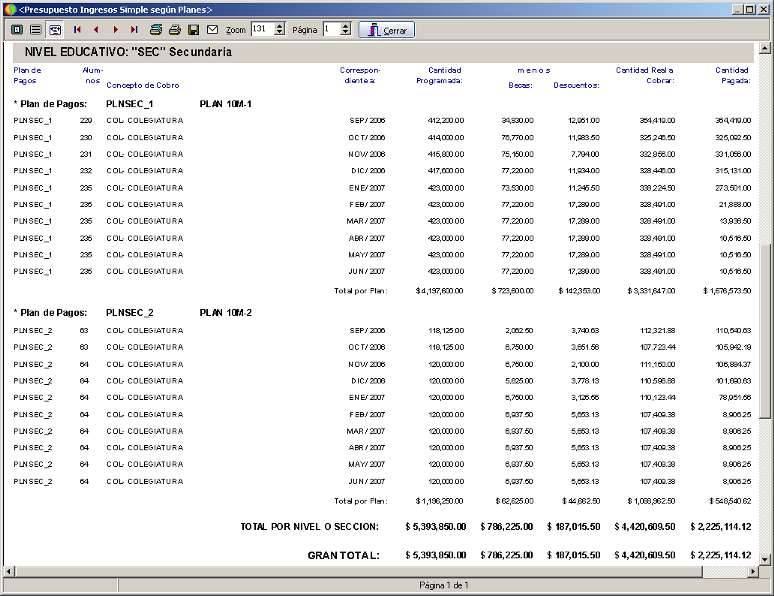 <Presupuesto Ingresos Simple según Planes>
Zoom 131 Página 1 Cerrar
NIVEL EDUCATIVO: "SEC" Secundaria
Plan de Pagos Alum-nos Concepto de Cobro Correspon-diente a: Cantidad Programada: m e n o s Becas: Descuentos: Cantidad Real a Cobrar: Cantidad Pagada:
* Plan de Pagos: PLNSEC_1 PLAN 10M-1
PLNSEC_1 229 COL- COLEGIATURA SEP/2006 412,200.00 34,830.00 12,951.00 364,419.00 364,419.00
PLNSEC_1 230 COL- COLEGIATURA OCT/2006 414,000.00 76,770.00 11,983.50 325,246.50 325,092.50
PLNSEC_1 231 COL- COLEGIATURA NOV/2006 415,800.00 75,150.00 7,794.00 332,856.00 331,056.00
PLNSEC_1 232 COL- COLEGIATURA DIC/2006 417,600.00 77,220.00 11,934.00 328,446.00 315,131.00
PLNSEC_1 235 COL- COLEGIATURA ENE/2007 423,000.00 73,530.00 11,245.50 338,224.50 273,501.00
PLNSEC_1 235 COL- COLEGIATURA FEB/2007 423,000.00 77,220.00 17,289.00 328,491.00 21,888.00
PLNSEC_1 235 COL- COLEGIATURA MAR/2007 423,000.00 77,220.00 17,289.00 328,491.00 13,936.50
PLNSEC_1 235 COL- COLEGIATURA ABR/2007 423,000.00 77,220.00 17,289.00 328,491.00 10,516.50
PLNSEC_1 235 COL- COLEGIATURA MAY/2007 423,000.00 77,220.00 17,289.00 328,491.00 10,516.50
PLNSEC_1 235 COL- COLEGIATURA JUN/2007 423,000.00 77,220.00 17,289.00 328,491.00 10,516.50
Total por Plan: $ 4,197,600.00 $ 723,600.00 $ 142,353.00 $ 3,331,647.00 $ 1,676,573.50
* Plan de Pagos: PLNSEC_2 PLAN 10M-2
PLNSEC_2 63 COL- COLEGIATURA SEP/2006 118,125.00 2,062.50 3,740.63 112,321.88 110,540.63
PLNSEC_2 63 COL- COLEGIATURA OCT/2006 118,125.00 6,750.00 3,651.56 107,723.44 105,942.19
PLNSEC_2 64 COL- COLEGIATURA NOV/2006 120,000.00 6,750.00 2,100.00 111,150.00 106,884.37
PLNSEC_2 64 COL- COLEGIATURA DIC/2006 120,000.00 5,625.00 3,778.13 110,596.88 101,690.63
PLNSEC_2 64 COL- COLEGIATURA ENE/2007 120,000.00 6,750.00 3,126.56 110,123.44 78,951.56
PLNSEC_2 64 COL- COLEGIATURA FEB/2007 120,000.00 6,937.50 5,653.13 107,409.38 8,906.25
PLNSEC_2 64 COL- COLEGIATURA MAR/2007 120,000.00 6,937.50 5,653.13 107,409.38 8,906.25
PLNSEC_2 64 COL- COLEGIATURA ABR/2007 120,000.00 6,937.50 5,653.13 107,409.38 8,906.25
PLNSEC_2 64 COL- COLEGIATURA MAY/2007 120,000.00 6,937.50 5,653.13 107,409.38 8,906.25
PLNSEC_2 64 COL- COLEGIATURA JUN/2007 120,000.00 6,937.50 5,653.13 107,409.38 8,906.25
Total por Plan: $ 1,196,250.00 $ 62,625.00 $ 44,662.50 $ 1,088,962.50 $ 548,540.62
TOTAL POR NIVEL O SECCION: $ 5,393,850.00 $ 786,225.00 $ 187,015.50 $ 4,420,609.50 $ 2,225,114.12
GRAN TOTAL: $ 5,393,850.00 $ 786,225.00 $ 187,015.50 $ 4,420,609.50 $ 2,225,114.12
Página 1 de 1